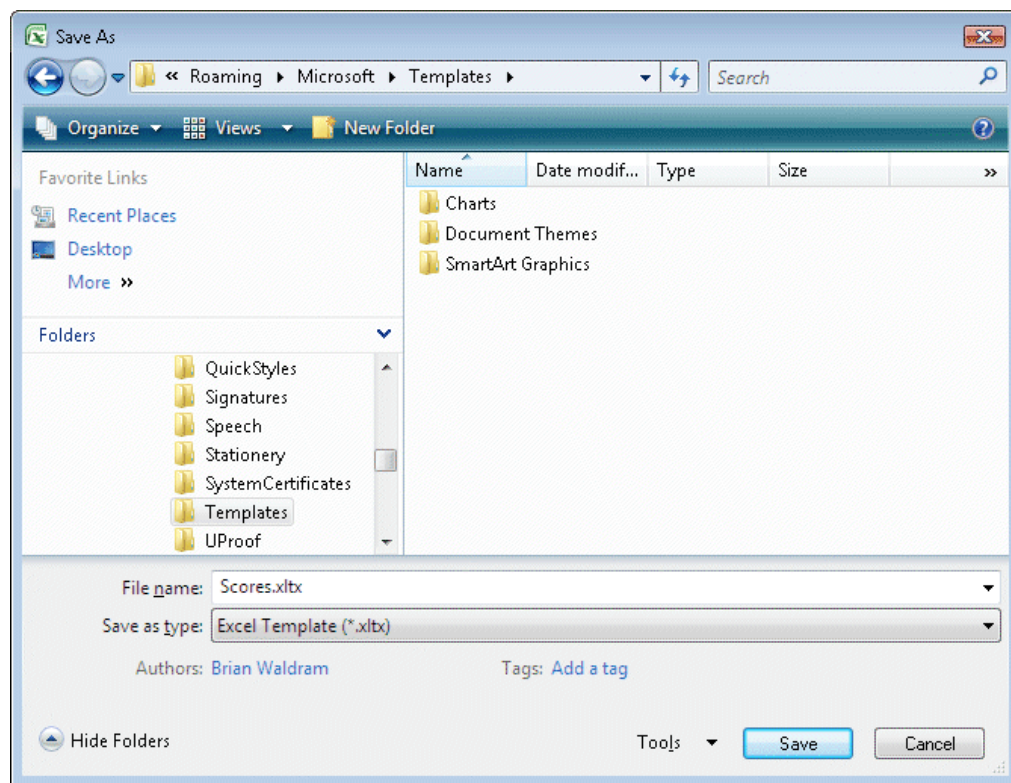 Save As
« Roaming ▸ Microsoft ▸ Templates ▸ Search
Organize Views New Folder
Favorite Links
Recent Places
Desktop
More »
Folders
QuickStyles
Signatures
Speech
Stationery
SystemCertificates
Templates
UProof
Name Date modif... Type Size »
Charts
Document Themes
SmartArt Graphics
File name: Scores.xltx
Save as type: Excel Template (*.xltx)
Authors: Brian Waldram Tags: Add a tag
Hide Folders Tools Save Cancel